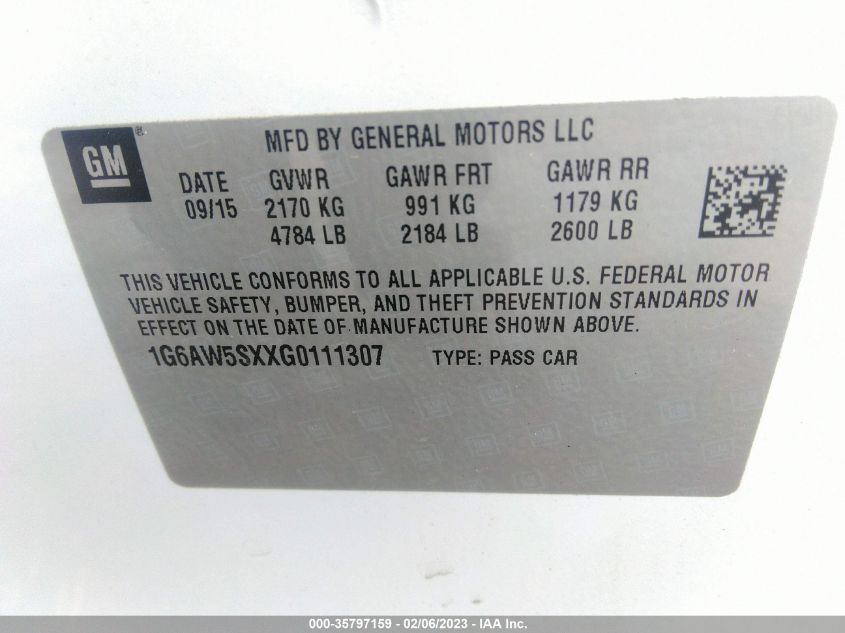 GM
MFD BY GENERAL MOTORS LLC
DATE GVWR GAWR FRT GAWR RR
09/15 2170 KG 991 KG 1179 KG
4784 LB 2184 LB 2600 LB
THIS VEHICLE CONFORMS TO ALL APPLICABLE U.S. FEDERAL MOTOR
VEHICLE SAFETY, BUMPER, AND THEFT PREVENTION STANDARDS IN
EFFECT ON THE DATE OF MANUFACTURE SHOWN ABOVE.
1G6AW5SXXG0111307 TYPE: PASS CAR
000-35797159 - 02/06/2023 - IAA Inc.